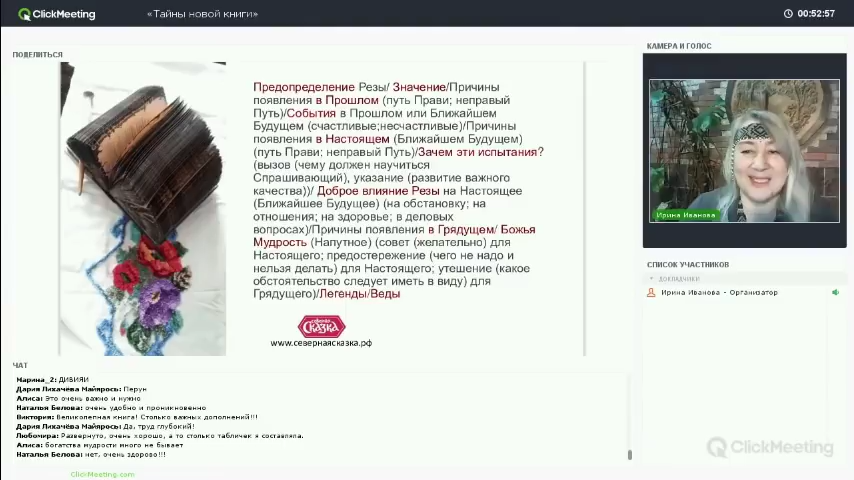 ClickMeeting
«Тайны новой книги»
00:52:57
ПОДЕЛИТЬСЯ
Предопределение Резы/ Значение/Причины
появления в Прошлом (путь Прави; неправый
Путь)/События в Прошлом или Ближайшем
Будущем (счастливые;несчастливые)/Причины
появления в Настоящем (Ближайшем Будущем)
(путь Прави; неправый Путь)/Зачем эти испытания?
(вызов (чему должен научиться
Спрашивающий), указание (развитие важного
качества))/ Доброе влияние Резы на Настоящее
(Ближайшее Будущее) (на обстановку; на
отношения; на здоровье; в деловых
вопросах)/Причины появления в Грядущем/ Божья
Мудрость (Напутное) (совет (желательно) для
Настоящего; предостережение (чего не надо и
нельзя делать) для Настоящего; утешение (какое
обстоятельство следует иметь в виду) для
Грядущего)/Легенды/Веды
Северная
Сказка
www.севернаясказка.рф
КАМЕРА И ГОЛОС
Ирина Иванова
СПИСОК УЧАСТНИКОВ
ДОКЛАДЧИКИ
Ирина Иванова - Организатор
ЧАТ
Марина_2: ДИВИЯИ
Дария Лихачёва Майярось: Перун
Алиса: Это очень важно и нужно
Наталья Белова: очень удобно и проникновенно
Виктория: Великолепная книга! Столько важных дополнений!!!
Дария Лихачёва Майярось: Да, труд глубокий!
Любомира: Развернуто, очень хорошо, а то столько табличек я составляла.
Алиса: богатства мудрости много не бывает
Наталья Белова: нет, очень здорово!!!
ClickMeeting.com
ClickMeeting